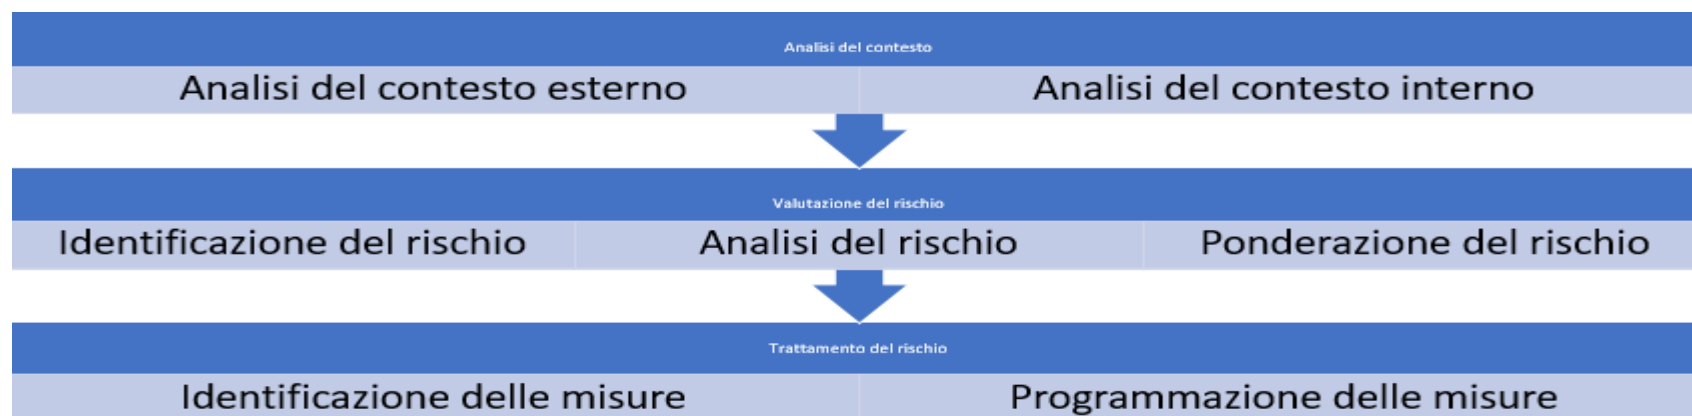 Analisi del contesto
Analisi del contesto esterno Analisi del contesto interno
Valutazione del rischio
Identificazione del rischio Analisi del rischio Ponderazione del rischio
Trattamento del rischio
Identificazione delle misure Programmazione delle misure